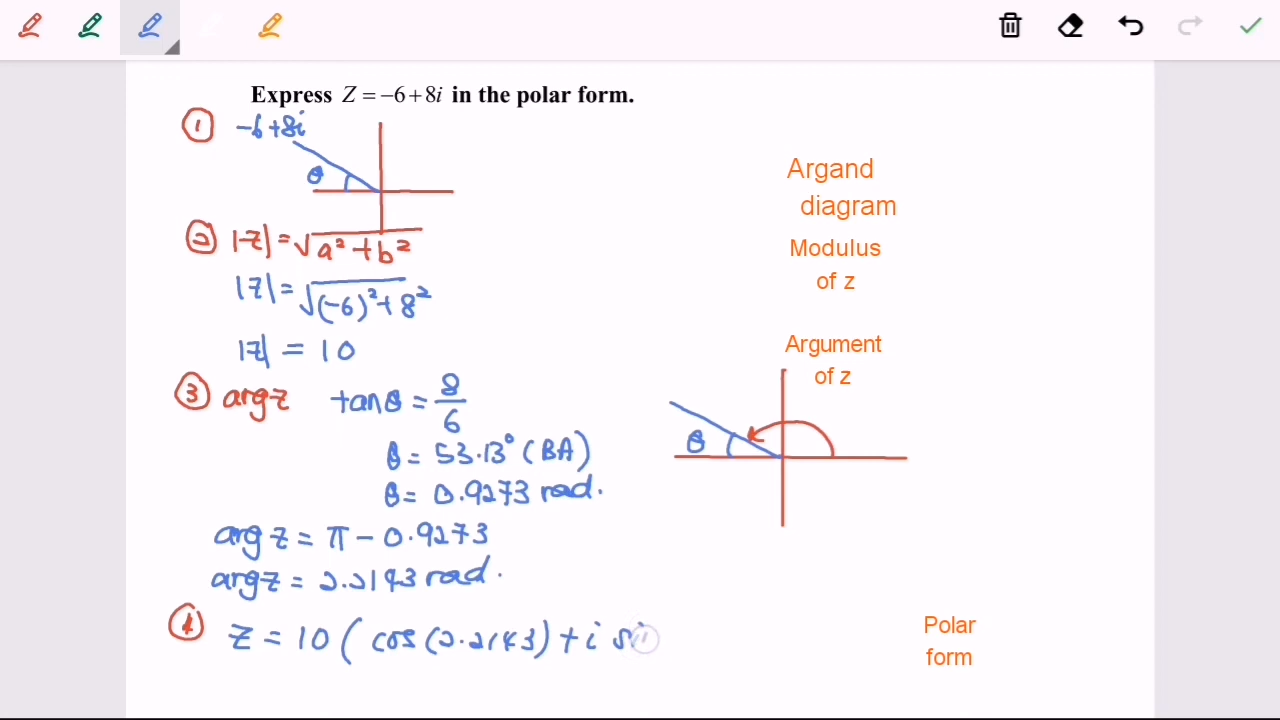 Express Z = −6 + 8i in the polar form.
① -6+8i
θ
Argand
diagram
② |z| = √a² + b²
Modulus
of z
|z| = √(-6)² + 8²
|z| = 10
Argument
of z
③ arg z tan θ = 8/6
θ
θ = 53.13° (BA)
θ = 0.9273 rad.
arg z = π - 0.9273
arg z = 2.2143 rad.
④ z = 10 ( cos (2.2143) + i si
Polar
form